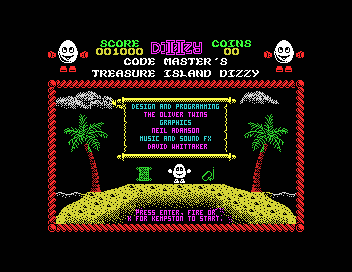 SCORE DIZZY COINS
001000 00
CODE MASTER'S
TREASURE ISLAND DIZZY
DESIGN AND PROGRAMMING
THE OLIVER TWINS
GRAPHICS
NEIL ADAMSON
MUSIC AND SOUND FX
DAVID WHITTAKER
PRESS ENTER, FIRE OR
K FOR KEMPSTON TO START.